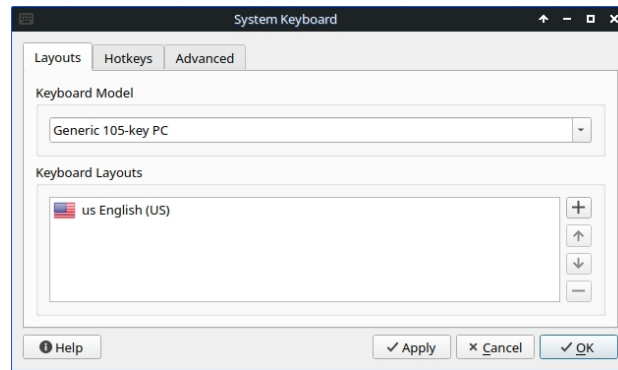 System Keyboard
Layouts Hotkeys Advanced
Keyboard Model
Generic 105-key PC
Keyboard Layouts
us English (US)
Help Apply Cancel OK